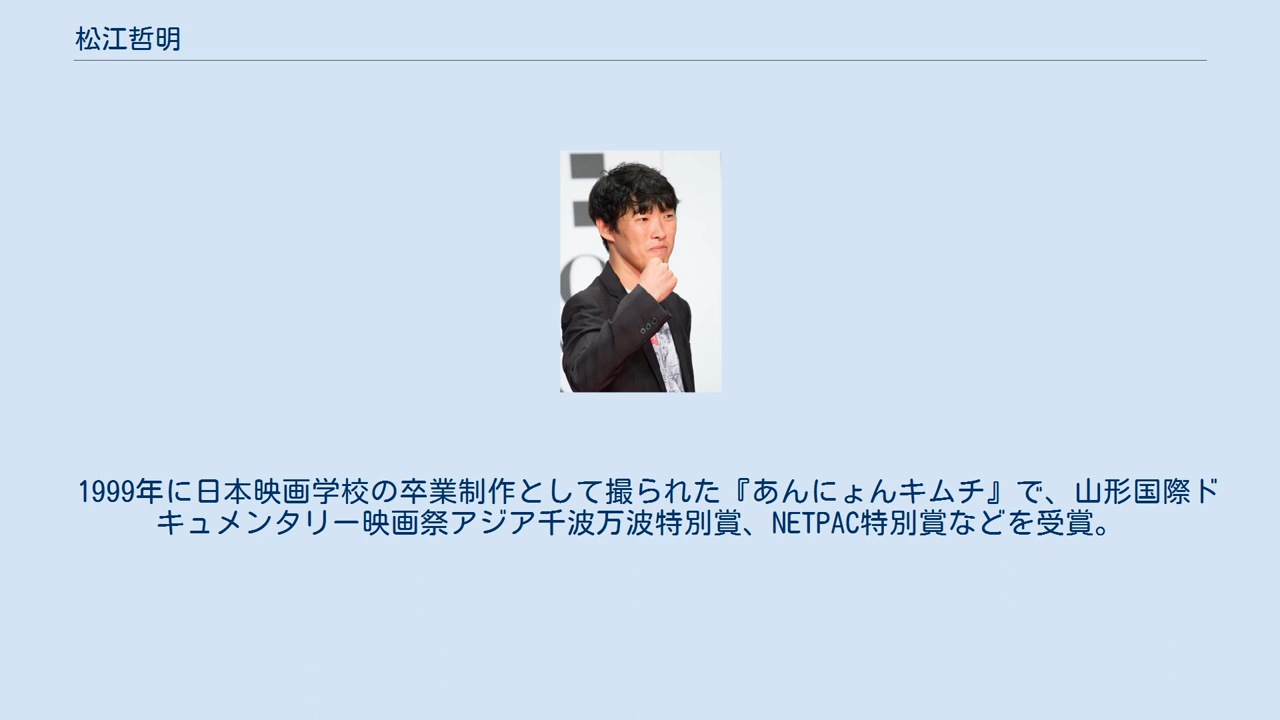 松江哲明
1999年に日本映画学校の卒業制作として撮られた『あんにょんキムチ』で、山形国際ド
キュメンタリー映画祭アジア千波万波特別賞、NETPAC特別賞などを受賞。